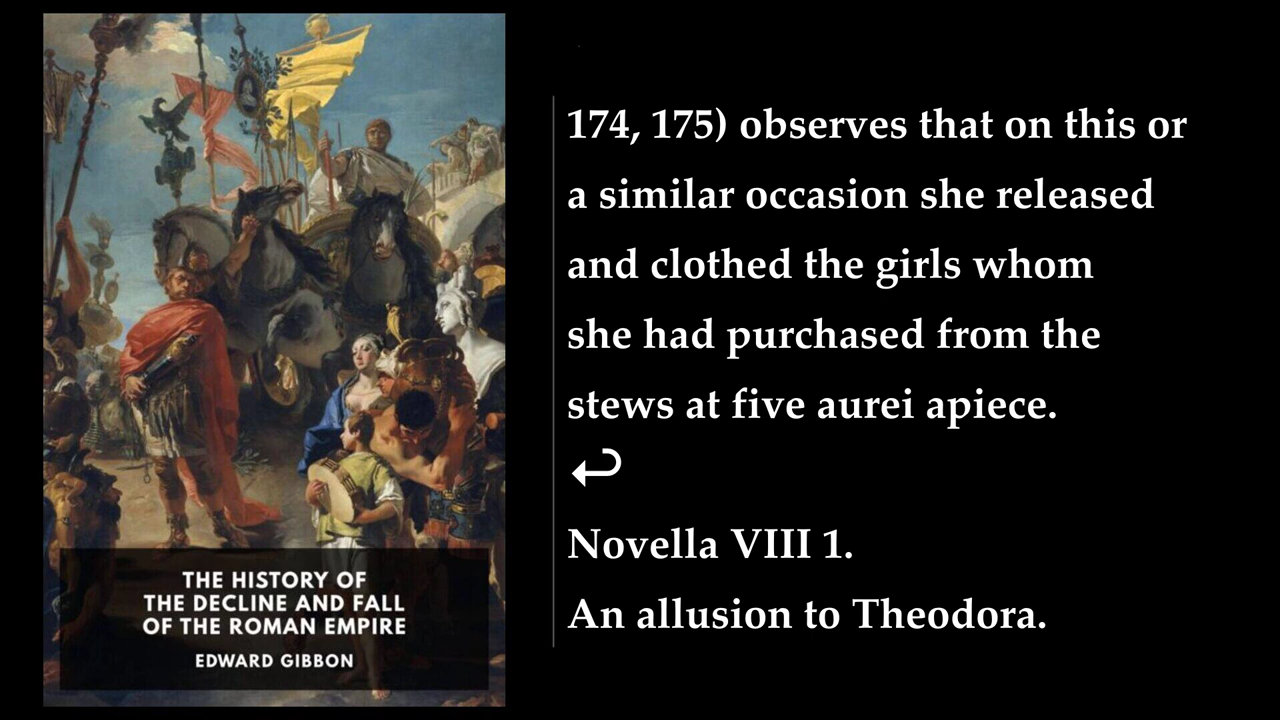 THE HISTORY OF
THE DECLINE AND FALL
OF THE ROMAN EMPIRE
EDWARD GIBBON
174, 175) observes that on this or
a similar occasion she released
and clothed the girls whom
she had purchased from the
stews at five aurei apiece.
↩
Novella VIII 1.
An allusion to Theodora.